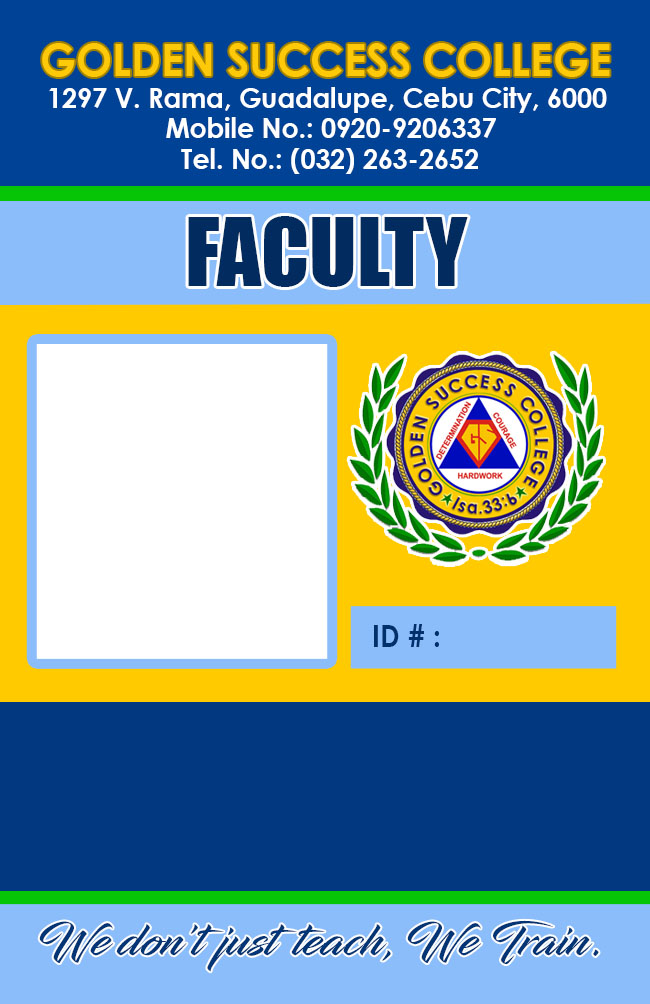 GOLDEN SUCCESS COLLEGE
1297 V. Rama, Guadalupe, Cebu City, 6000
Mobile No.: 0920-9206337
Tel. No.: (032) 263-2652
FACULTY
GOLDEN SUCCESS COLLEGE
DETERMINATION
COURAGE
HARDWORK
Isa.33:6
ID # :
We don't just teach, We Train.